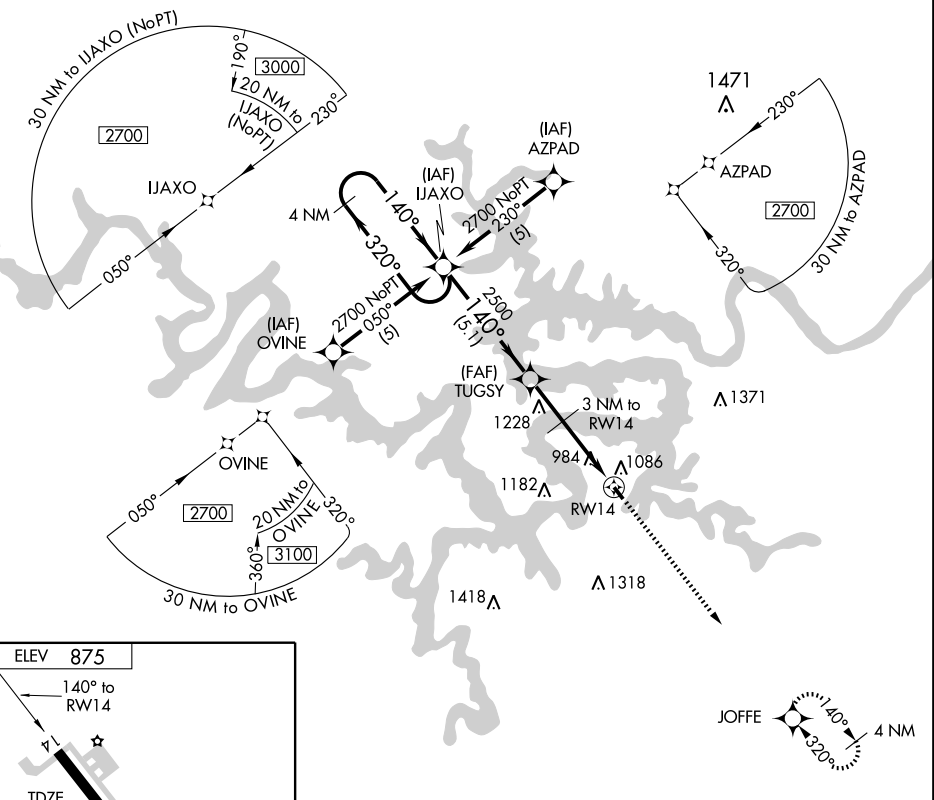 30 NM to IJAXO (NoPT)
190°
3000
20 NM to
IJAXO
(NoPT)
230°
2700
IJAXO
050°
1471
230°
AZPAD
2700
30 NM to AZPAD
320°
(IAF)
AZPAD
(IAF)
IJAXO
4 NM
140°
320°
2700 NoPT
230°
(5)
2700 NoPT
050°
(5)
(IAF)
OVINE
2500
140°
(5.1)
(FAF)
TUGSY
1228
3 NM to
RW14
1371
984
1086
1182
RW14
1318
1418
OVINE
050°
2700
20 NM to
OVINE
320°
360°
3100
30 NM to OVINE
ELEV 875
140° to
RW14
14
TDZE
JOFFE
140°
320°
4 NM